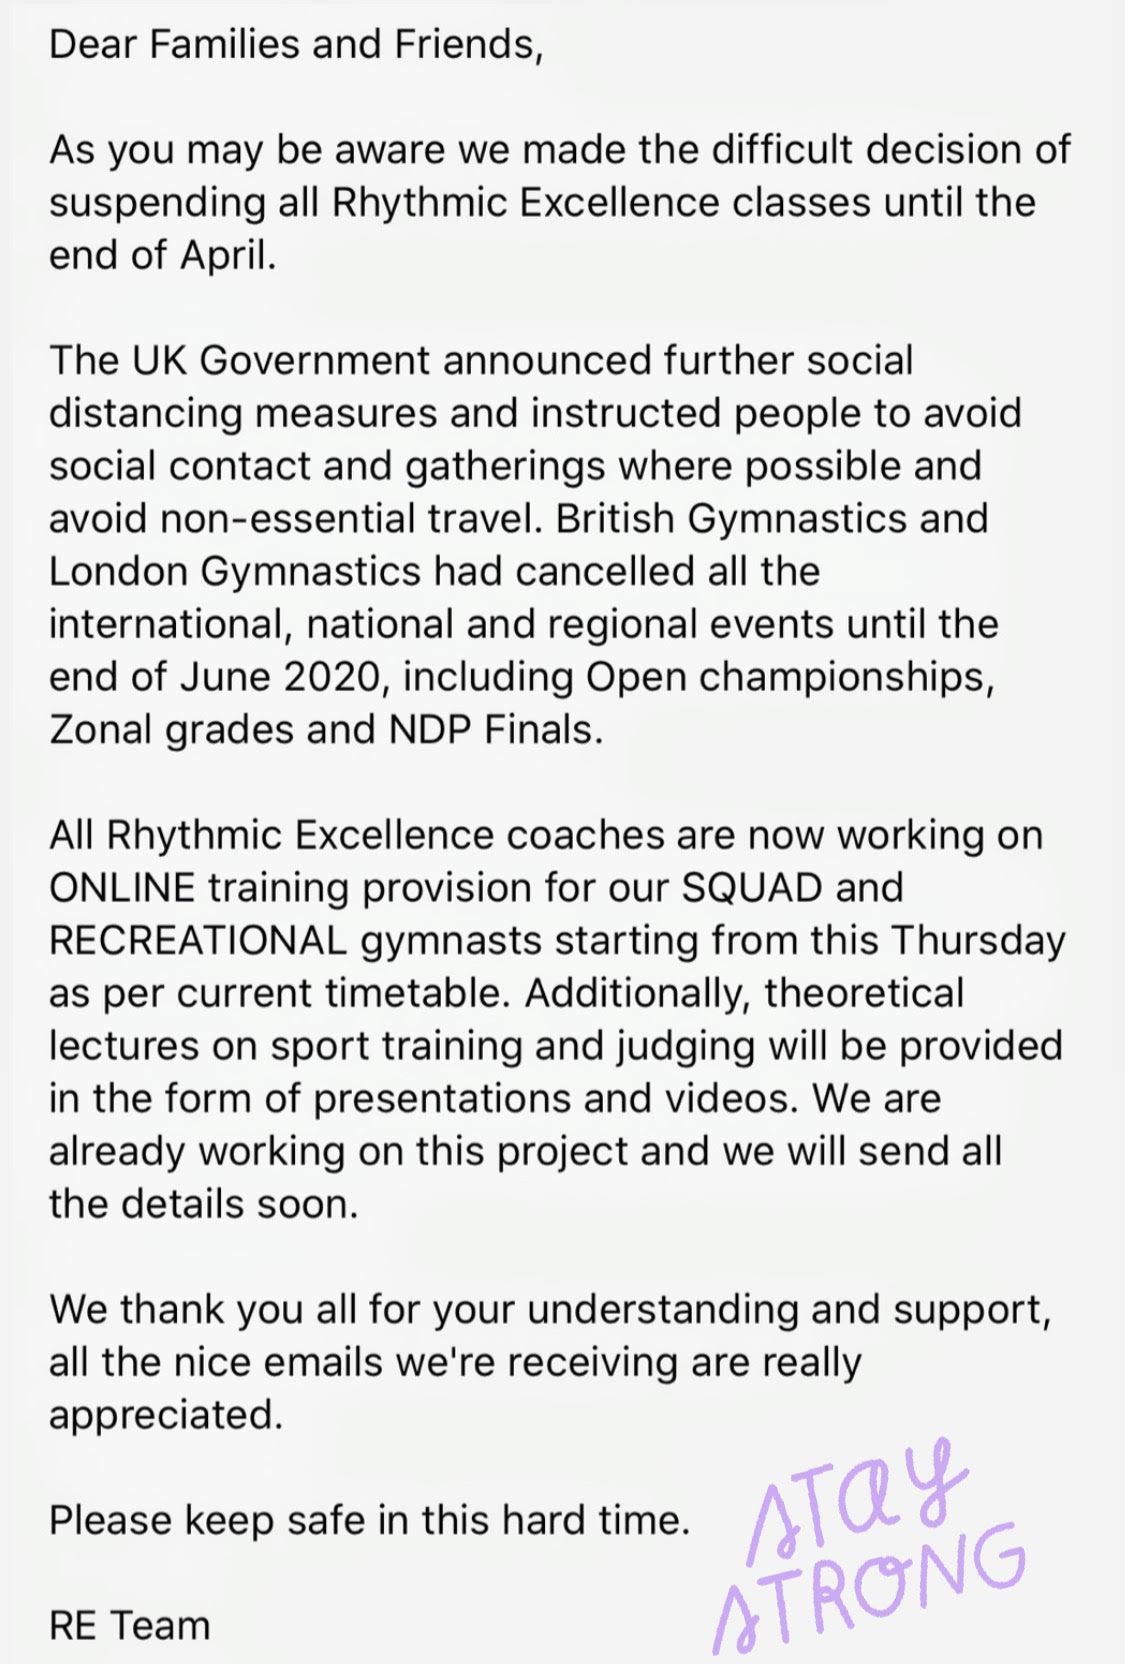 Dear Families and Friends,
As you may be aware we made the difficult decision of
suspending all Rhythmic Excellence classes until the
end of April.
The UK Government announced further social
distancing measures and instructed people to avoid
social contact and gatherings where possible and
avoid non-essential travel. British Gymnastics and
London Gymnastics had cancelled all the
international, national and regional events until the
end of June 2020, including Open championships,
Zonal grades and NDP Finals.
All Rhythmic Excellence coaches are now working on
ONLINE training provision for our SQUAD and
RECREATIONAL gymnasts starting from this Thursday
as per current timetable. Additionally, theoretical
lectures on sport training and judging will be provided
in the form of presentations and videos. We are
already working on this project and we will send all
the details soon.
We thank you all for your understanding and support,
all the nice emails we're receiving are really
appreciated.
Please keep safe in this hard time.
STAY
STRONG
RE Team